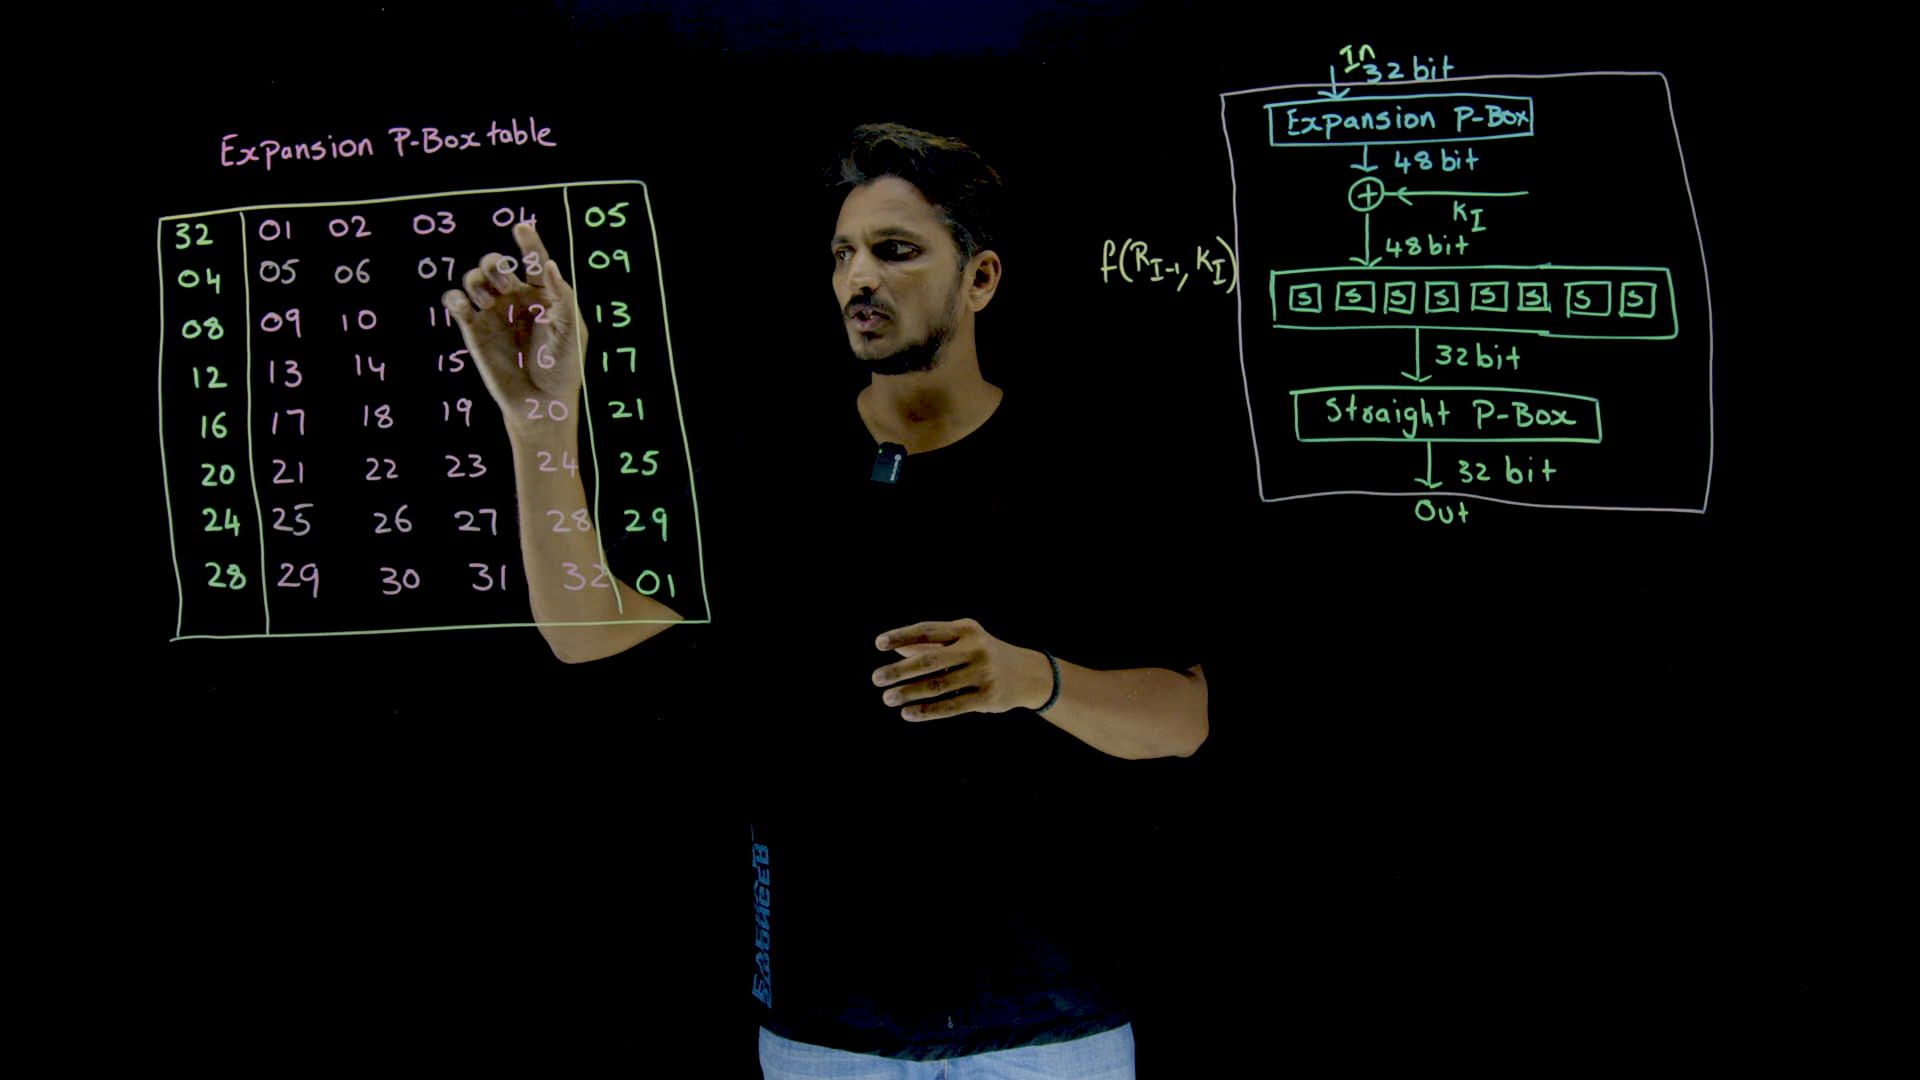 Expansion P-Box table
32 01 02 03 04 05
04 05 06 07 08 09
08 09 10 11 12 13
12 13 14 15 16 17
16 17 18 19 20 21
20 21 22 23 24 25
24 25 26 27 28 29
28 29 30 31 32 01
In
32 bit
Expansion P-Box
48 bit
+
KI
48 bit
f(RI-1, KI)
S S S S S S S S
32 bit
Straight P-Box
32 bit
Out